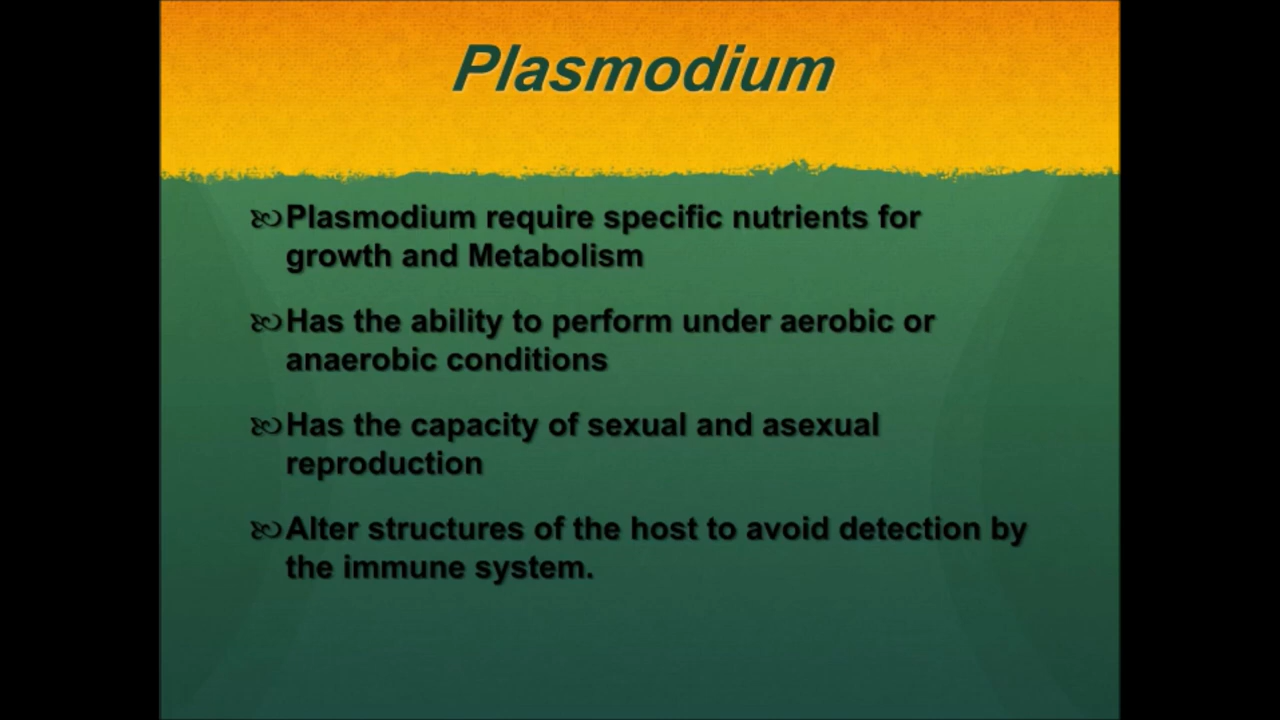 Plasmodium
Plasmodium require specific nutrients for
growth and Metabolism
Has the ability to perform under aerobic or
anaerobic conditions
Has the capacity of sexual and asexual
reproduction
Alter structures of the host to avoid detection by
the immune system.